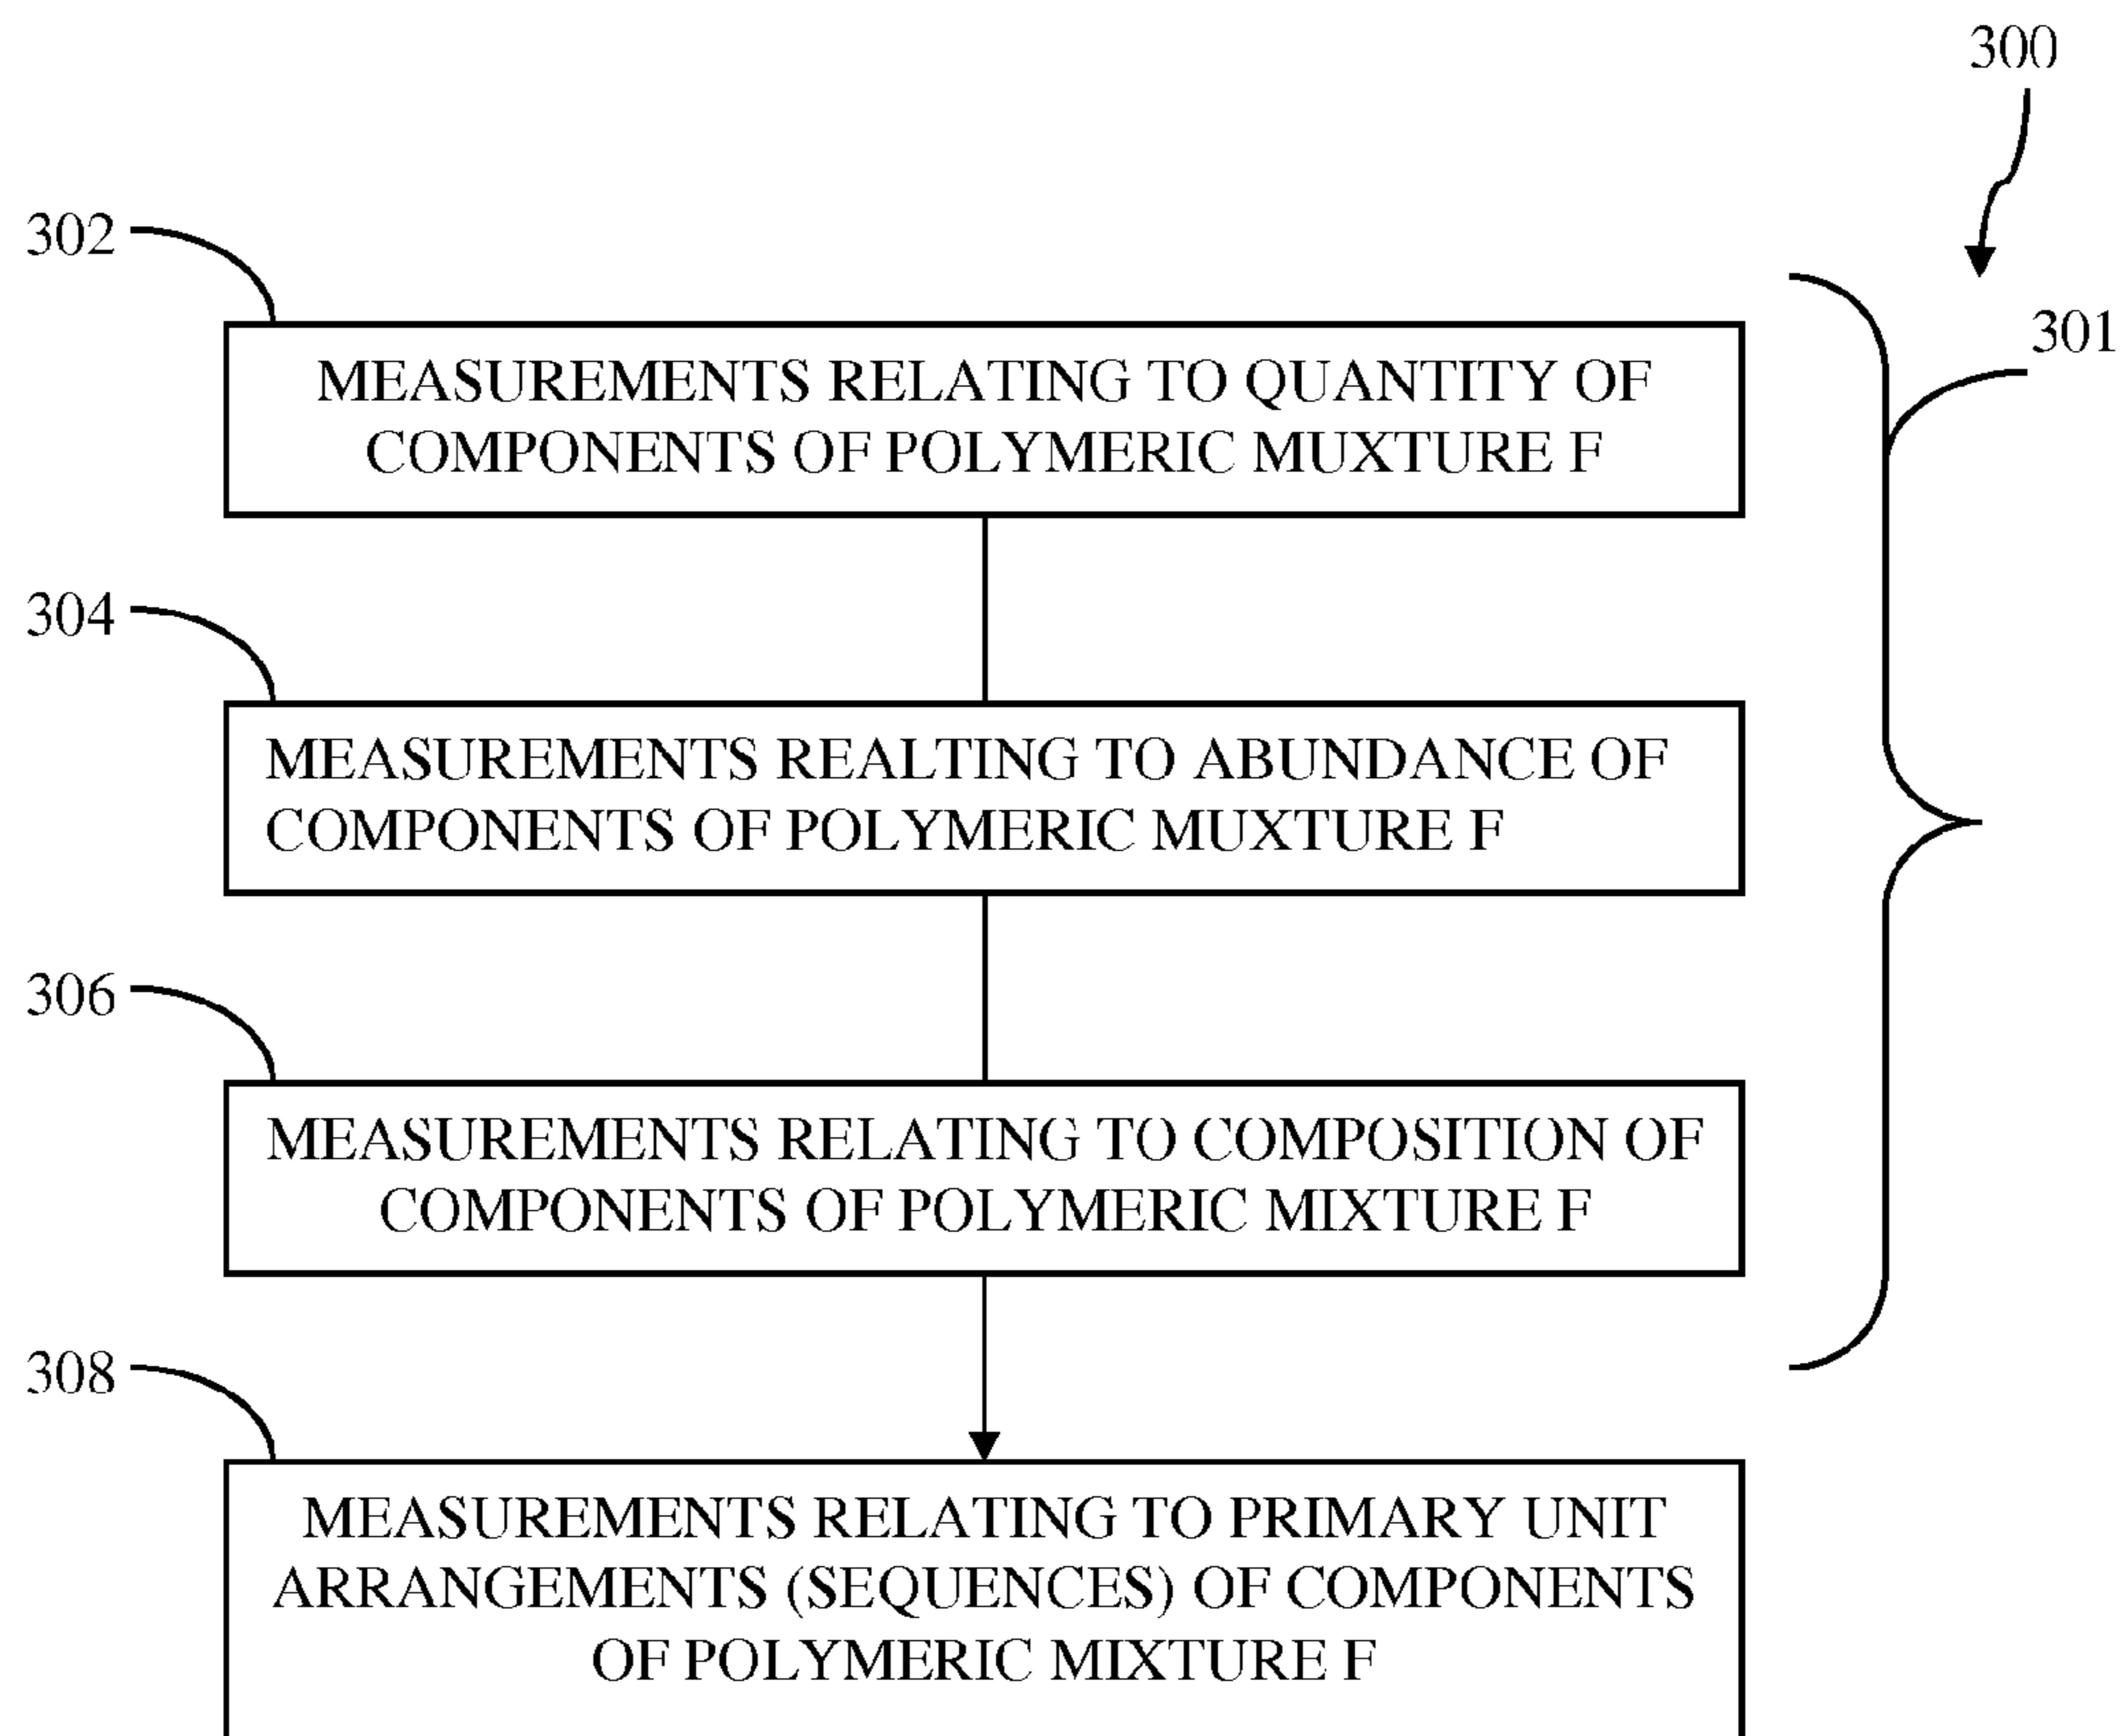 300
301
302
MEASUREMENTS RELATING TO QUANTITY OF
COMPONENTS OF POLYMERIC MUXTURE F
304
MEASUREMENTS REALTING TO ABUNDANCE OF
COMPONENTS OF POLYMERIC MUXTURE F
306
MEASUREMENTS RELATING TO COMPOSITION OF
COMPONENTS OF POLYMERIC MIXTURE F
308
MEASUREMENTS RELATING TO PRIMARY UNIT
ARRANGEMENTS (SEQUENCES) OF COMPONENTS
OF POLYMERIC MIXTURE F